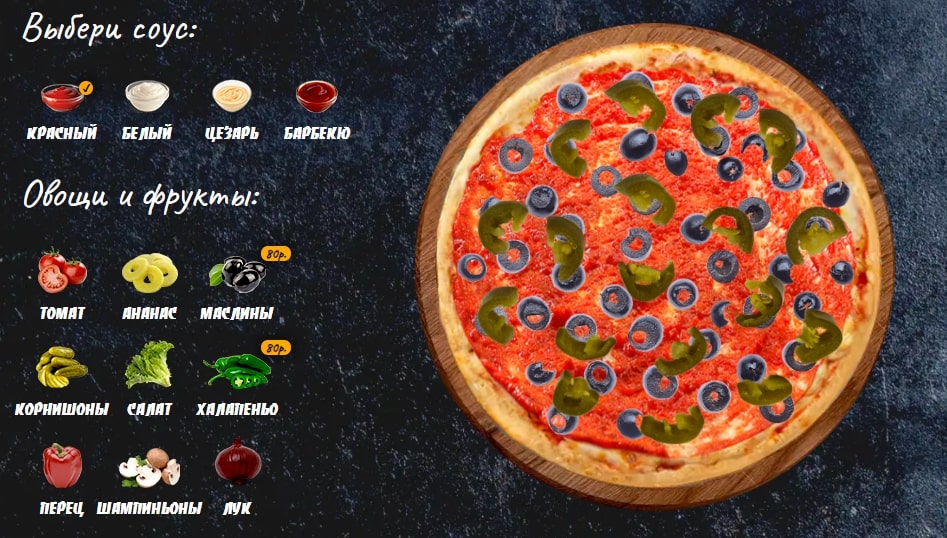 Выбери соус:
КРАСНЫЙ БЕЛЫЙ ЦЕЗАРЬ БАРБЕКЮ
Овощи и фрукты:
80р.
ТОМАТ АНАНАС МАСЛИНЫ
80р.
КОРНИШОНЫ САЛАТ ХАЛАПЕНЬО
ПЕРЕЦ ШАМПИНЬОНЫ ЛУК